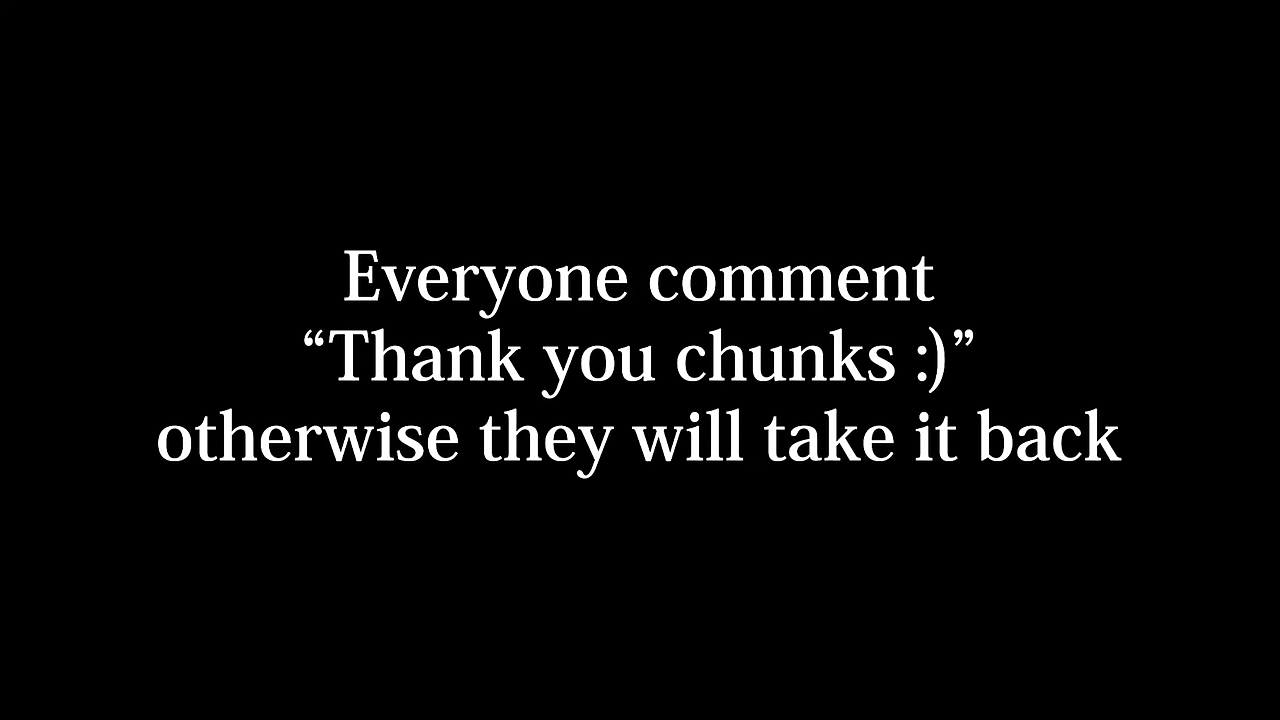 Everyone comment
“Thank you chunks :)”
otherwise they will take it back